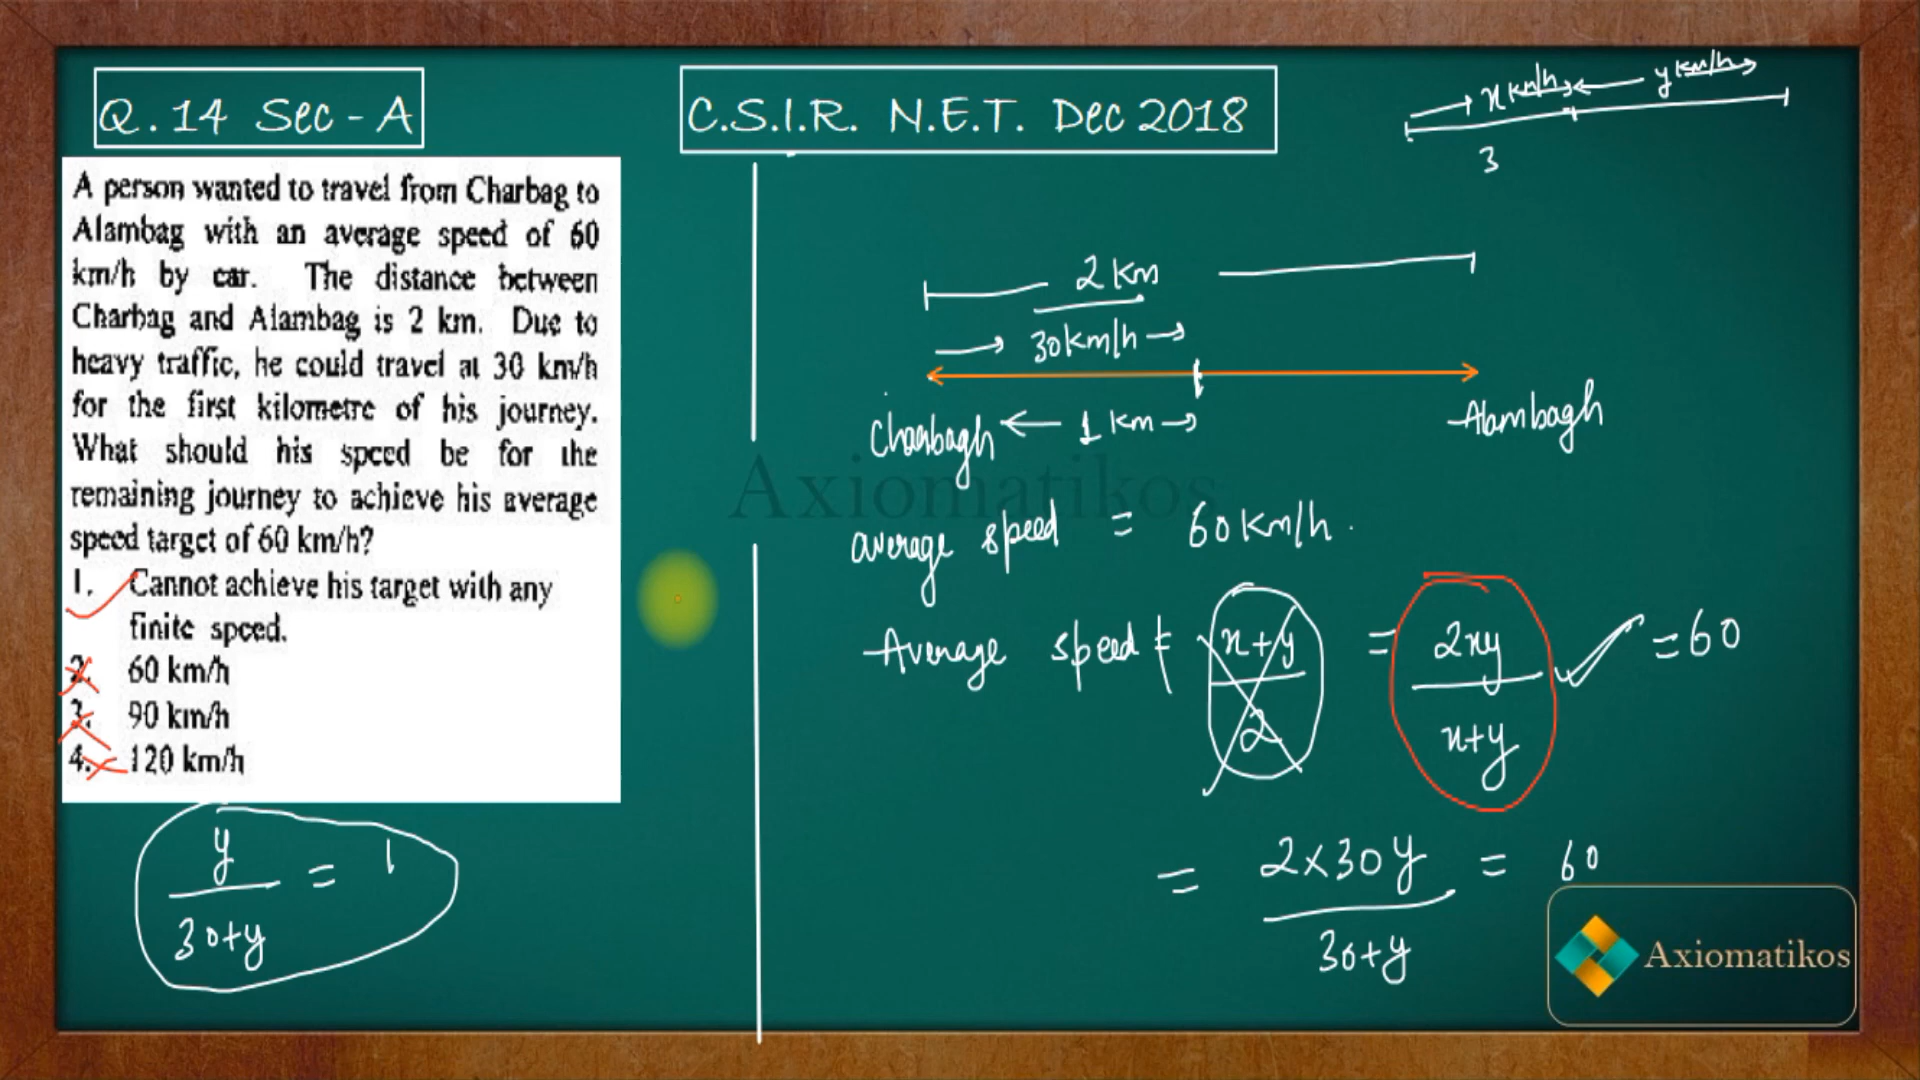 Q.14 Sec - A
C.S.I.R. N.E.T. Dec 2018
A person wanted to travel from Charbag to
Alambag with an average speed of 60
km/h by car. The distance between
Charbag and Alambag is 2 km. Due to
heavy traffic, he could travel at 30 km/h
for the first kilometre of his journey.
What should his speed be for the
remaining journey to achieve his average
speed target of 60 km/h?
1. Cannot achieve his target with any
finite speed.
2. 60 km/h
3. 90 km/h
4. 120 km/h
y
30+y
= 1
x km/h
y km/h
3
2 km
30 km/h
Charbagh
1 km
Alambagh
Axiomatikos
average speed = 60 km/h.
Average speed ≠ x+y/2 = 2xy/x+y = 60
= 2×30y/30+y = 60
Axiomatikos